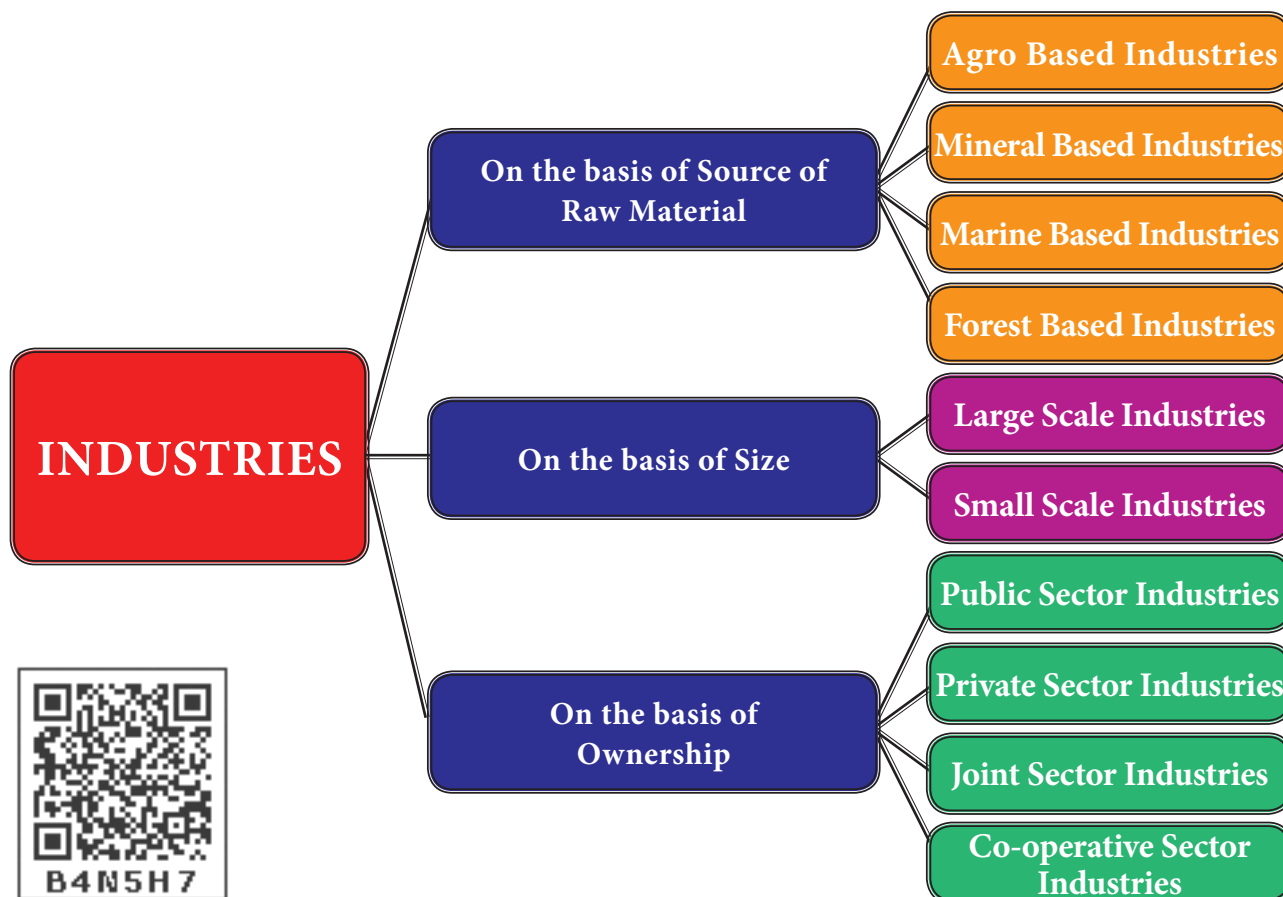 INDUSTRIES
On the basis of Source of
Raw Material
Agro Based Industries
Mineral Based Industries
Marine Based Industries
Forest Based Industries
On the basis of Size
Large Scale Industries
Small Scale Industries
On the basis of
Ownership
Public Sector Industries
Private Sector Industries
Joint Sector Industries
Co-operative Sector
Industries
B4N5H7